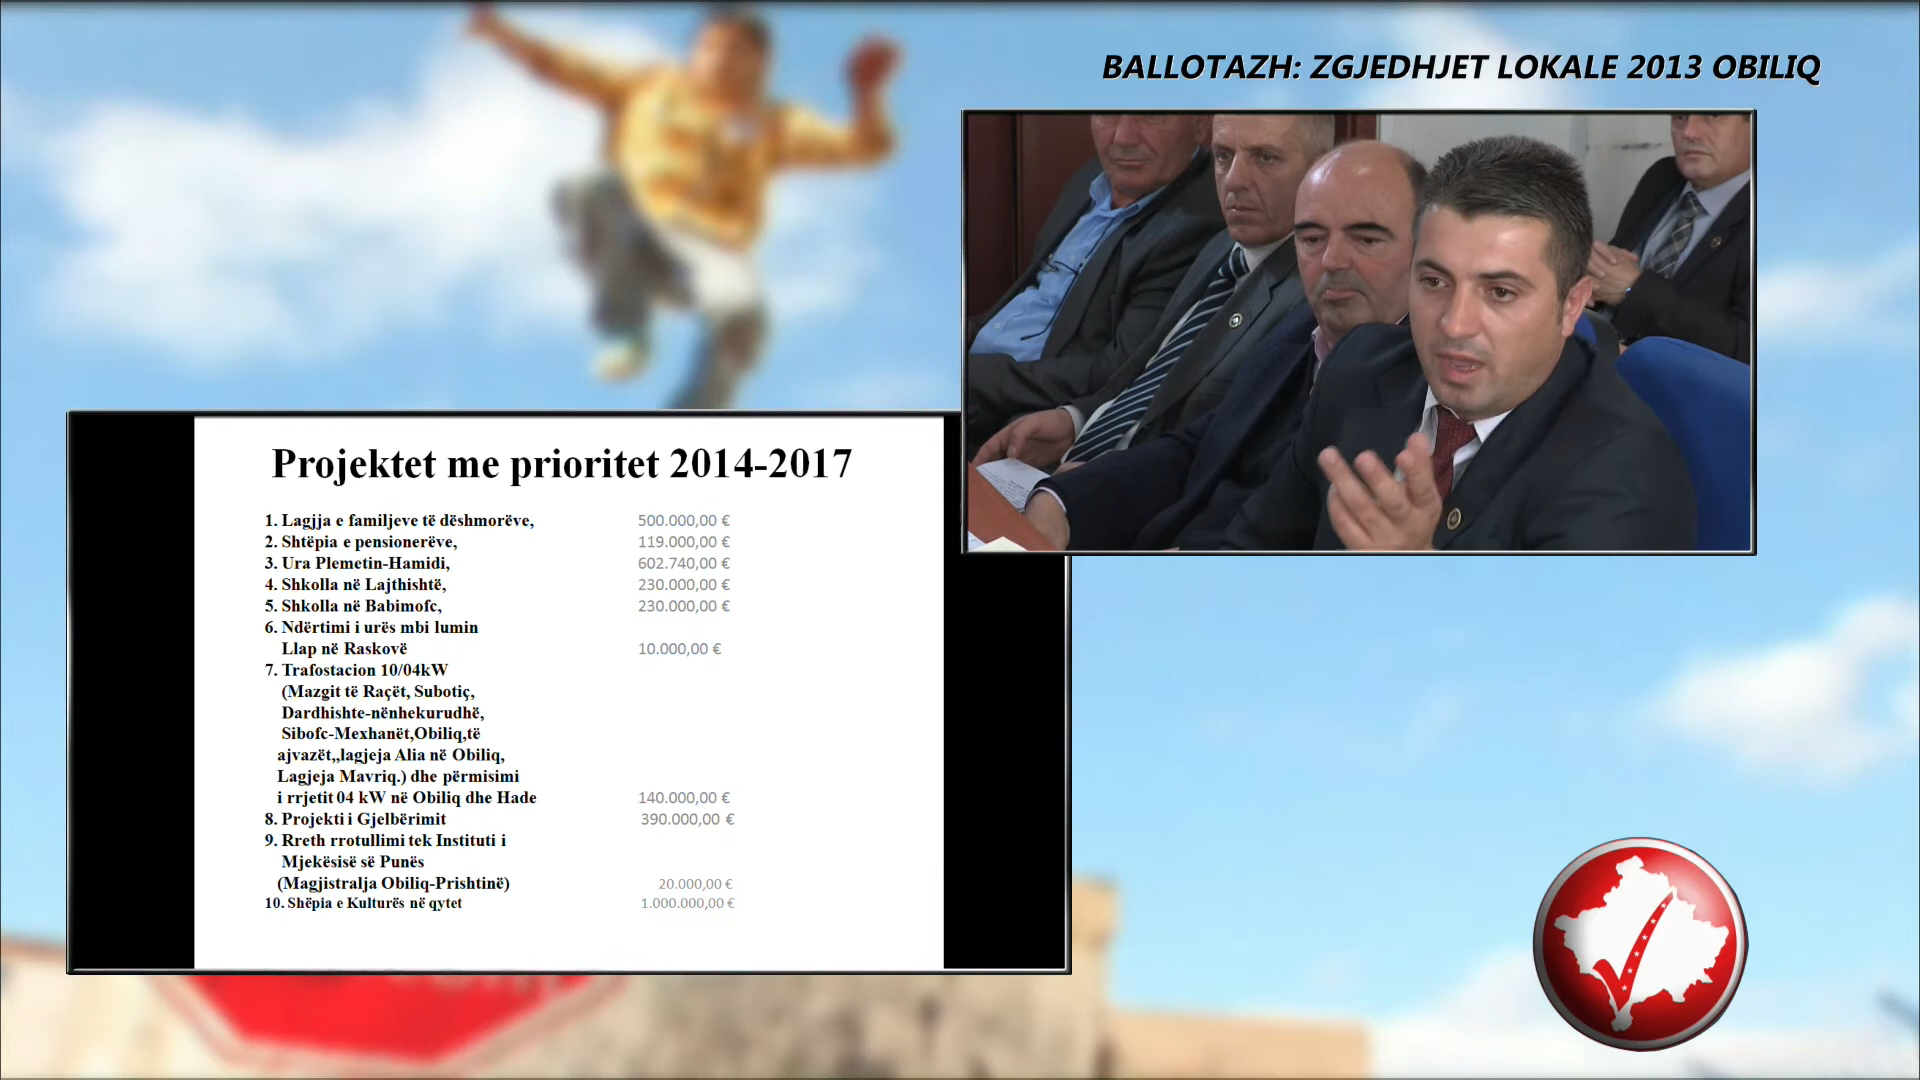 BALLOTAZH: ZGJEDHJET LOKALE 2013 OBILIQ
Projektet me prioritet 2014-2017
1. Lagjja e familjeve të dëshmorëve, 500.000,00 €
2. Shtëpia e pensionerëve, 119.000,00 €
3. Ura Plemetin-Hamidi, 602.740,00 €
4. Shkolla në Lajthishtë, 230.000,00 €
5. Shkolla në Babimofc, 230.000,00 €
6. Ndërtimi i urës mbi lumin
Llap në Raskovë 10.000,00 €
7. Trafostacion 10/04kW
(Mazgit të Raçët, Subotiç,
Dardhishte-nënhekurudhë,
Sibofc-Mexhanët,Obiliq,të
ajvazët,,lagjeja Alia në Obiliq,
Lagjeja Mavriq.) dhe përmisimi
i rrjetit 04 kW në Obiliq dhe Hade 140.000,00 €
8. Projekti i Gjelbërimit 390.000,00 €
9. Rreth rrotullimi tek Instituti i
Mjekësisë së Punës
(Magjistralja Obiliq-Prishtinë) 20.000,00 €
10. Shëpia e Kulturës në qytet 1.000.000,00 €